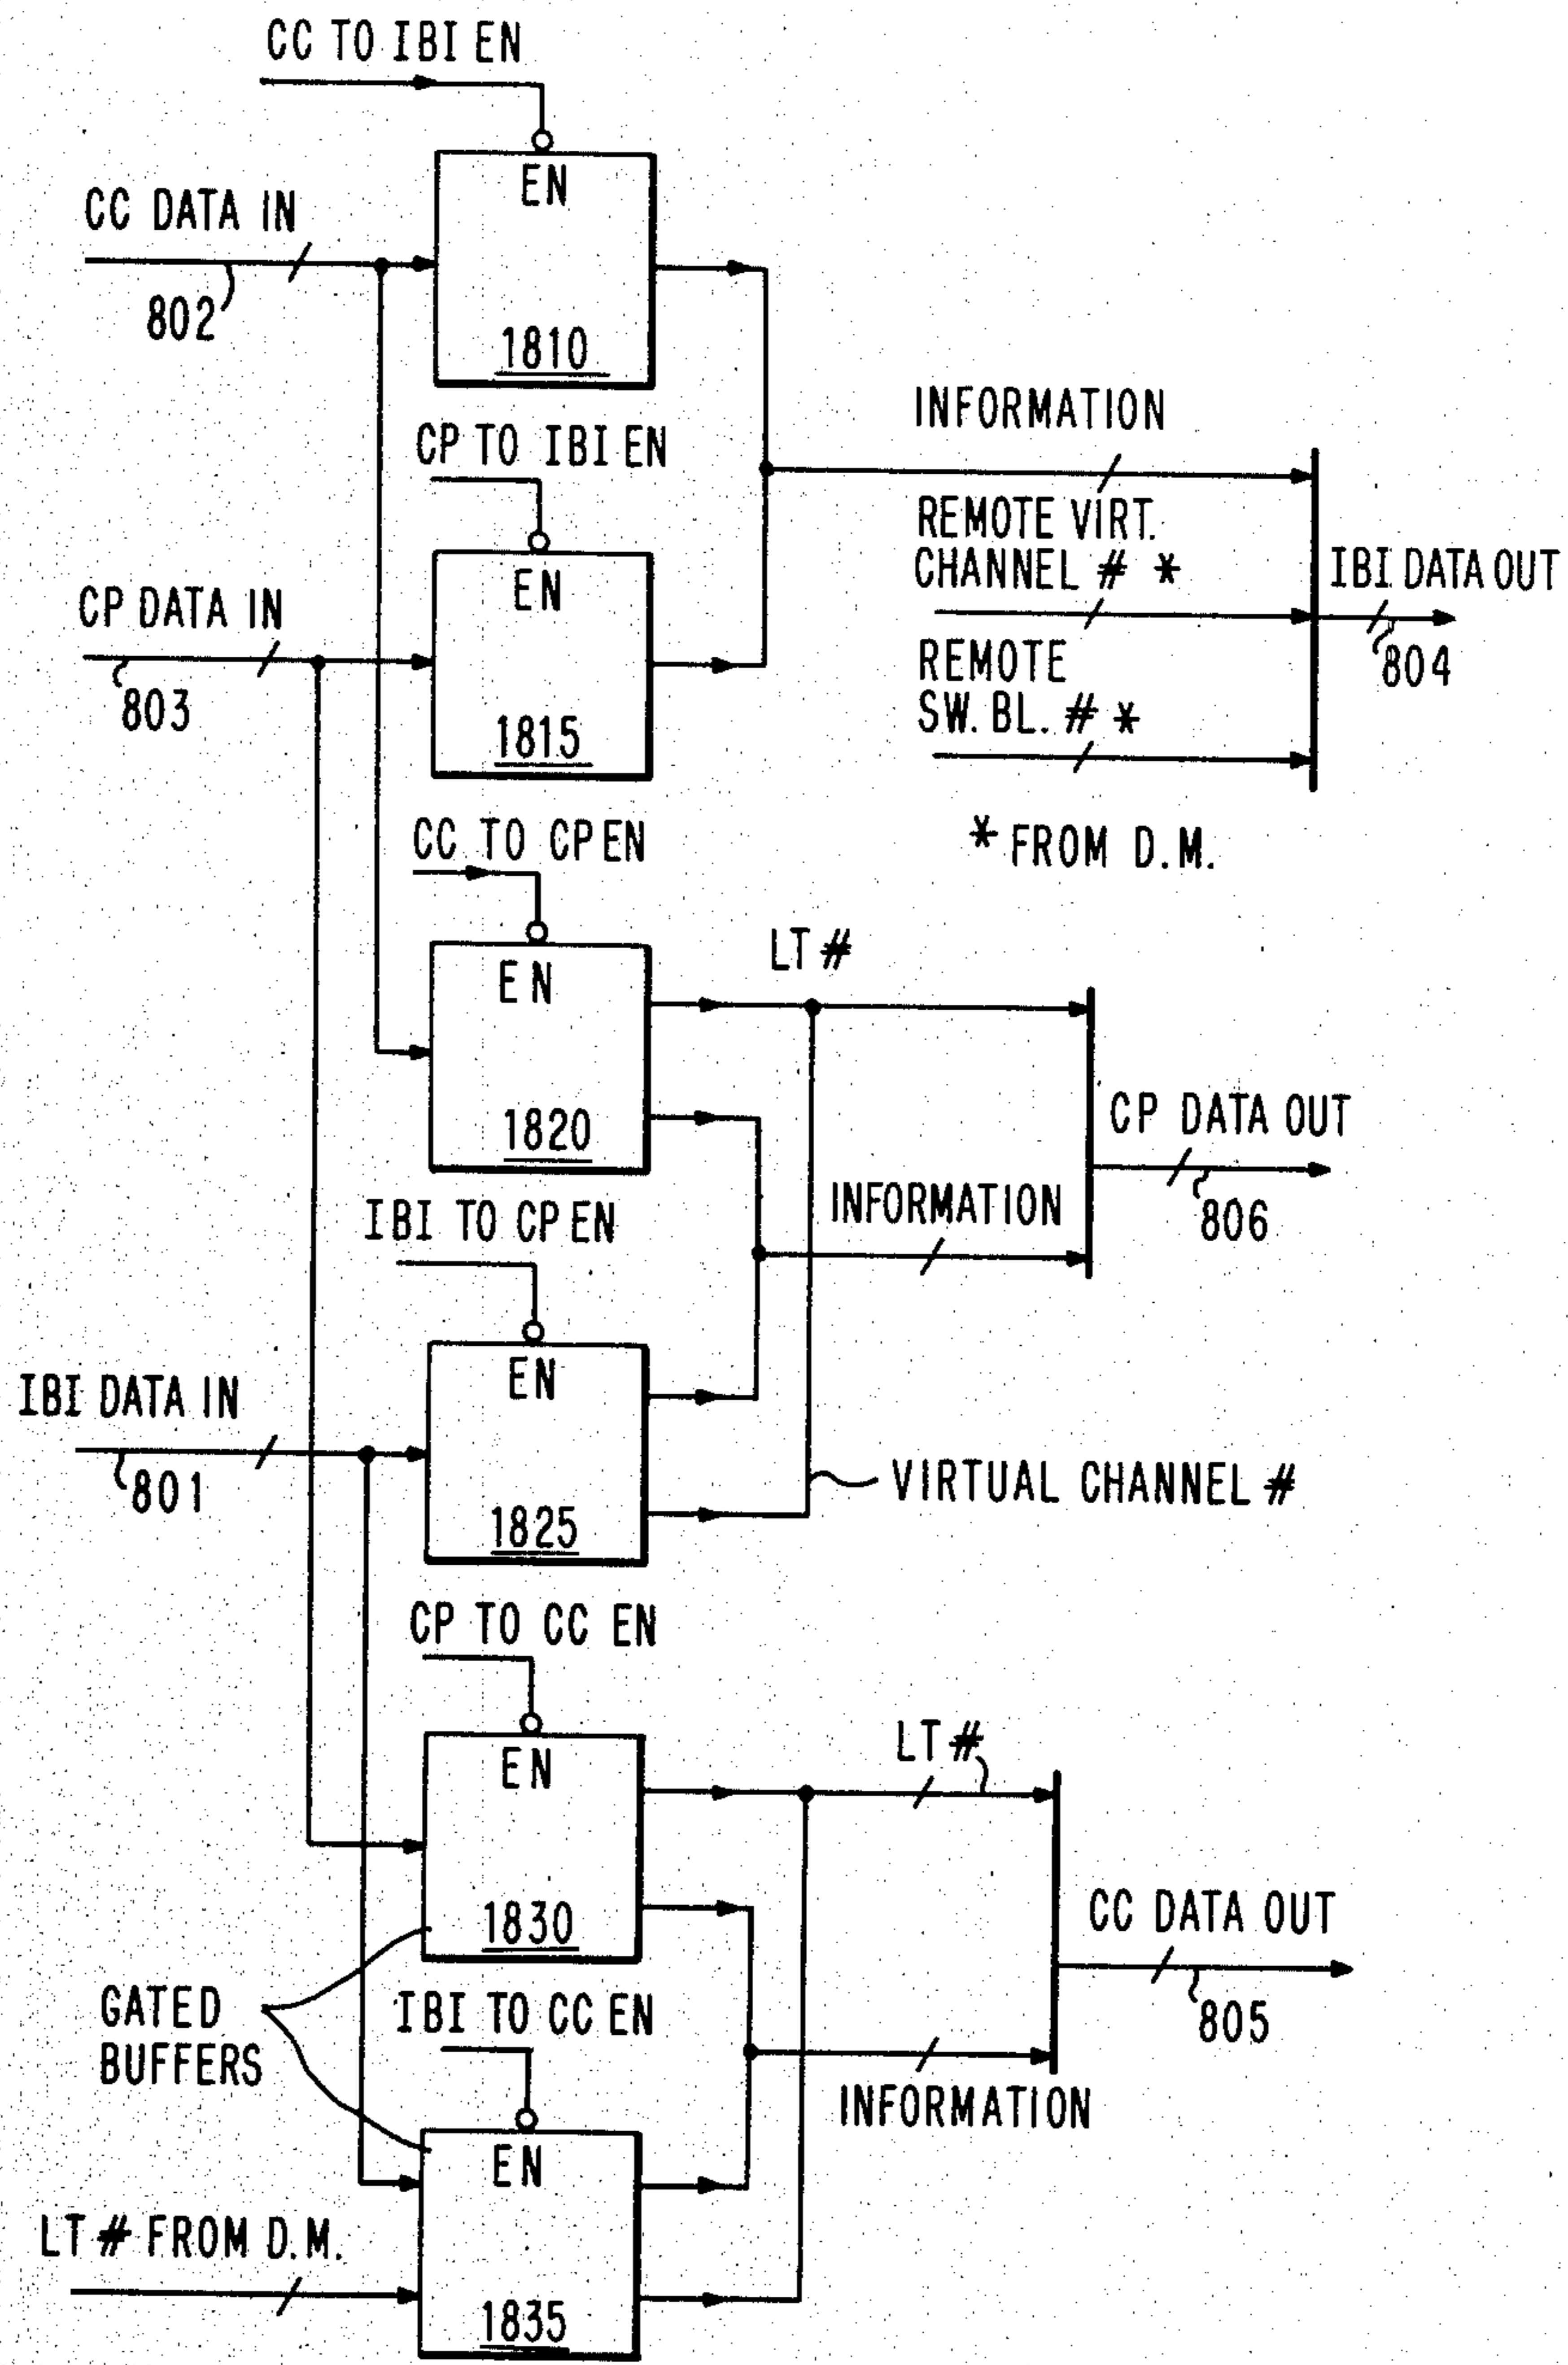 CC TO IBI EN
EN
CC DATA IN
802
1810
INFORMATION
CP TO IBI EN
REMOTE VIRT.
CHANNEL # *
IBI DATA OUT
EN
CP DATA IN
REMOTE
804
803
SW. BL. # *
1815
CC TO CP EN
* FROM D.M.
LT #
EN
1820
CP DATA OUT
INFORMATION
806
IBI TO CP EN
EN
IBI DATA IN
801
VIRTUAL CHANNEL #
1825
CP TO CC EN
LT #
EN
1830
CC DATA OUT
GATED
BUFFERS
IBI TO CC EN
805
INFORMATION
EN
LT # FROM D.M.
1835